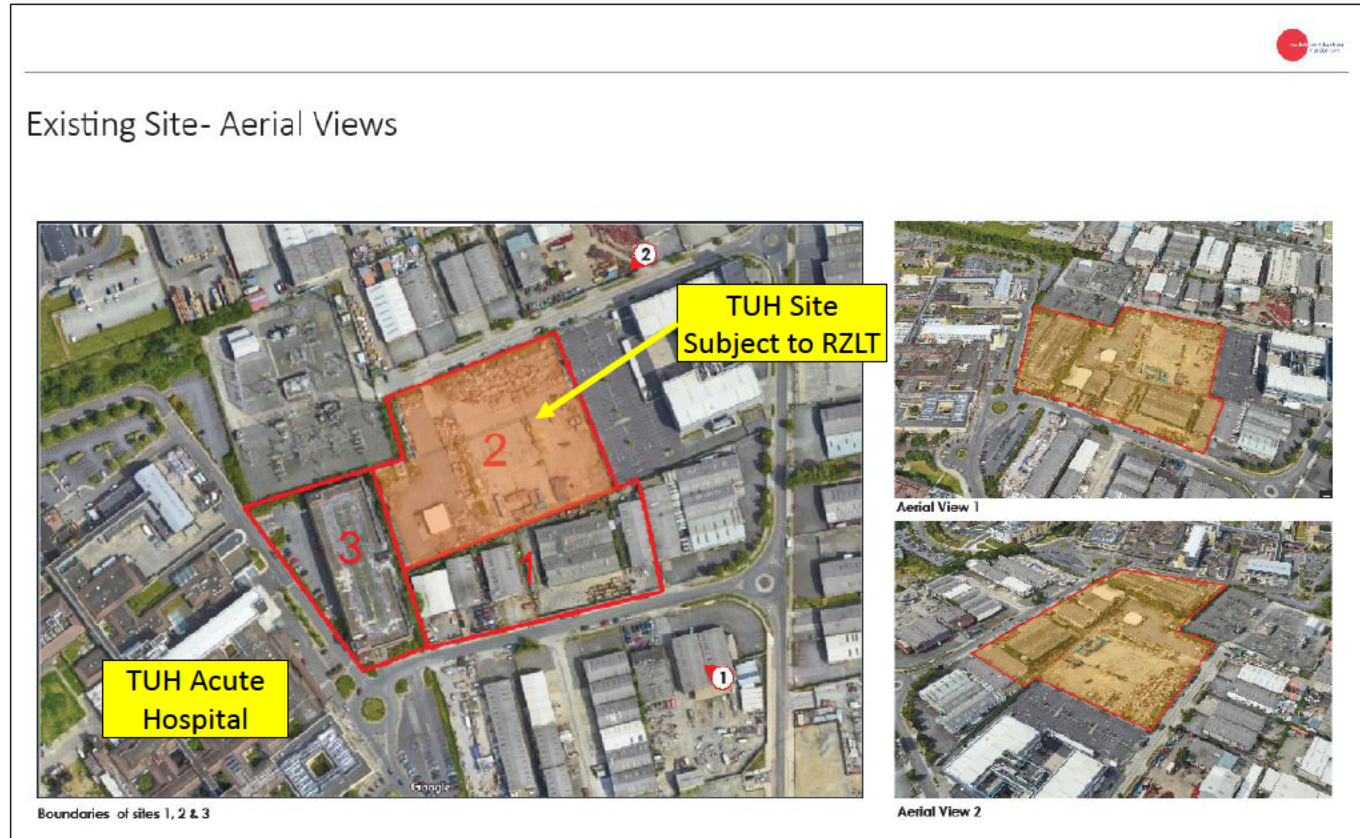 Existing Site- Aerial Views
2
TUH Site
Subject to RZLT
2
3
1
TUH Acute
Hospital
1
Google
Boundaries of sites 1, 2 & 3
Aerial View 1
Aerial View 2